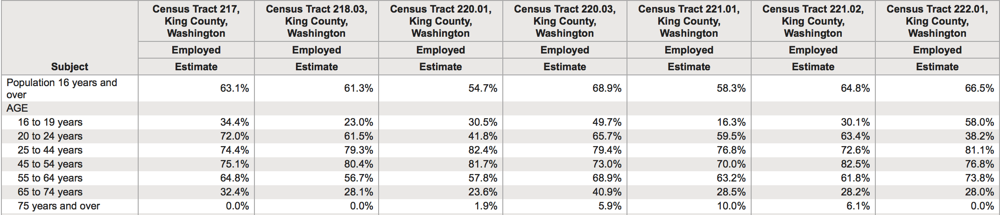 Census Tract 217, Census Tract 218.03, Census Tract 220.01, Census Tract 220.03, Census Tract 221.01, Census Tract 221.02, Census Tract 222.01,
King County, King County, King County, King County, King County, King County, King County,
Washington Washington Washington Washington Washington Washington Washington
Employed Employed Employed Employed Employed Employed Employed
Subject Estimate Estimate Estimate Estimate Estimate Estimate Estimate
Population 16 years and
over 63.1% 61.3% 54.7% 68.9% 58.3% 64.8% 66.5%
AGE
16 to 19 years 34.4% 23.0% 30.5% 49.7% 16.3% 30.1% 58.0%
20 to 24 years 72.0% 61.5% 41.8% 65.7% 59.5% 63.4% 38.2%
25 to 44 years 74.4% 79.3% 82.4% 79.4% 76.8% 72.6% 81.1%
45 to 54 years 75.1% 80.4% 81.7% 73.0% 70.0% 82.5% 76.8%
55 to 64 years 64.8% 56.7% 57.8% 68.9% 63.2% 61.8% 73.8%
65 to 74 years 32.4% 28.1% 23.6% 40.9% 28.5% 28.2% 28.0%
75 years and over 0.0% 0.0% 1.9% 5.9% 10.0% 6.1% 0.0%